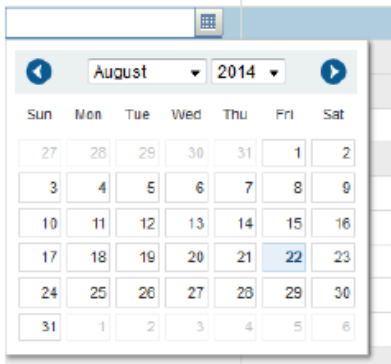 August 2014
Sun Mon Tue Wed Thu Fri Sat
27 28 29 30 31 1 2
3 4 5 6 7 8 9
10 11 12 13 14 15 16
17 18 19 20 21 22 23
24 25 26 27 28 29 30
31 1 2 3 4 5 6